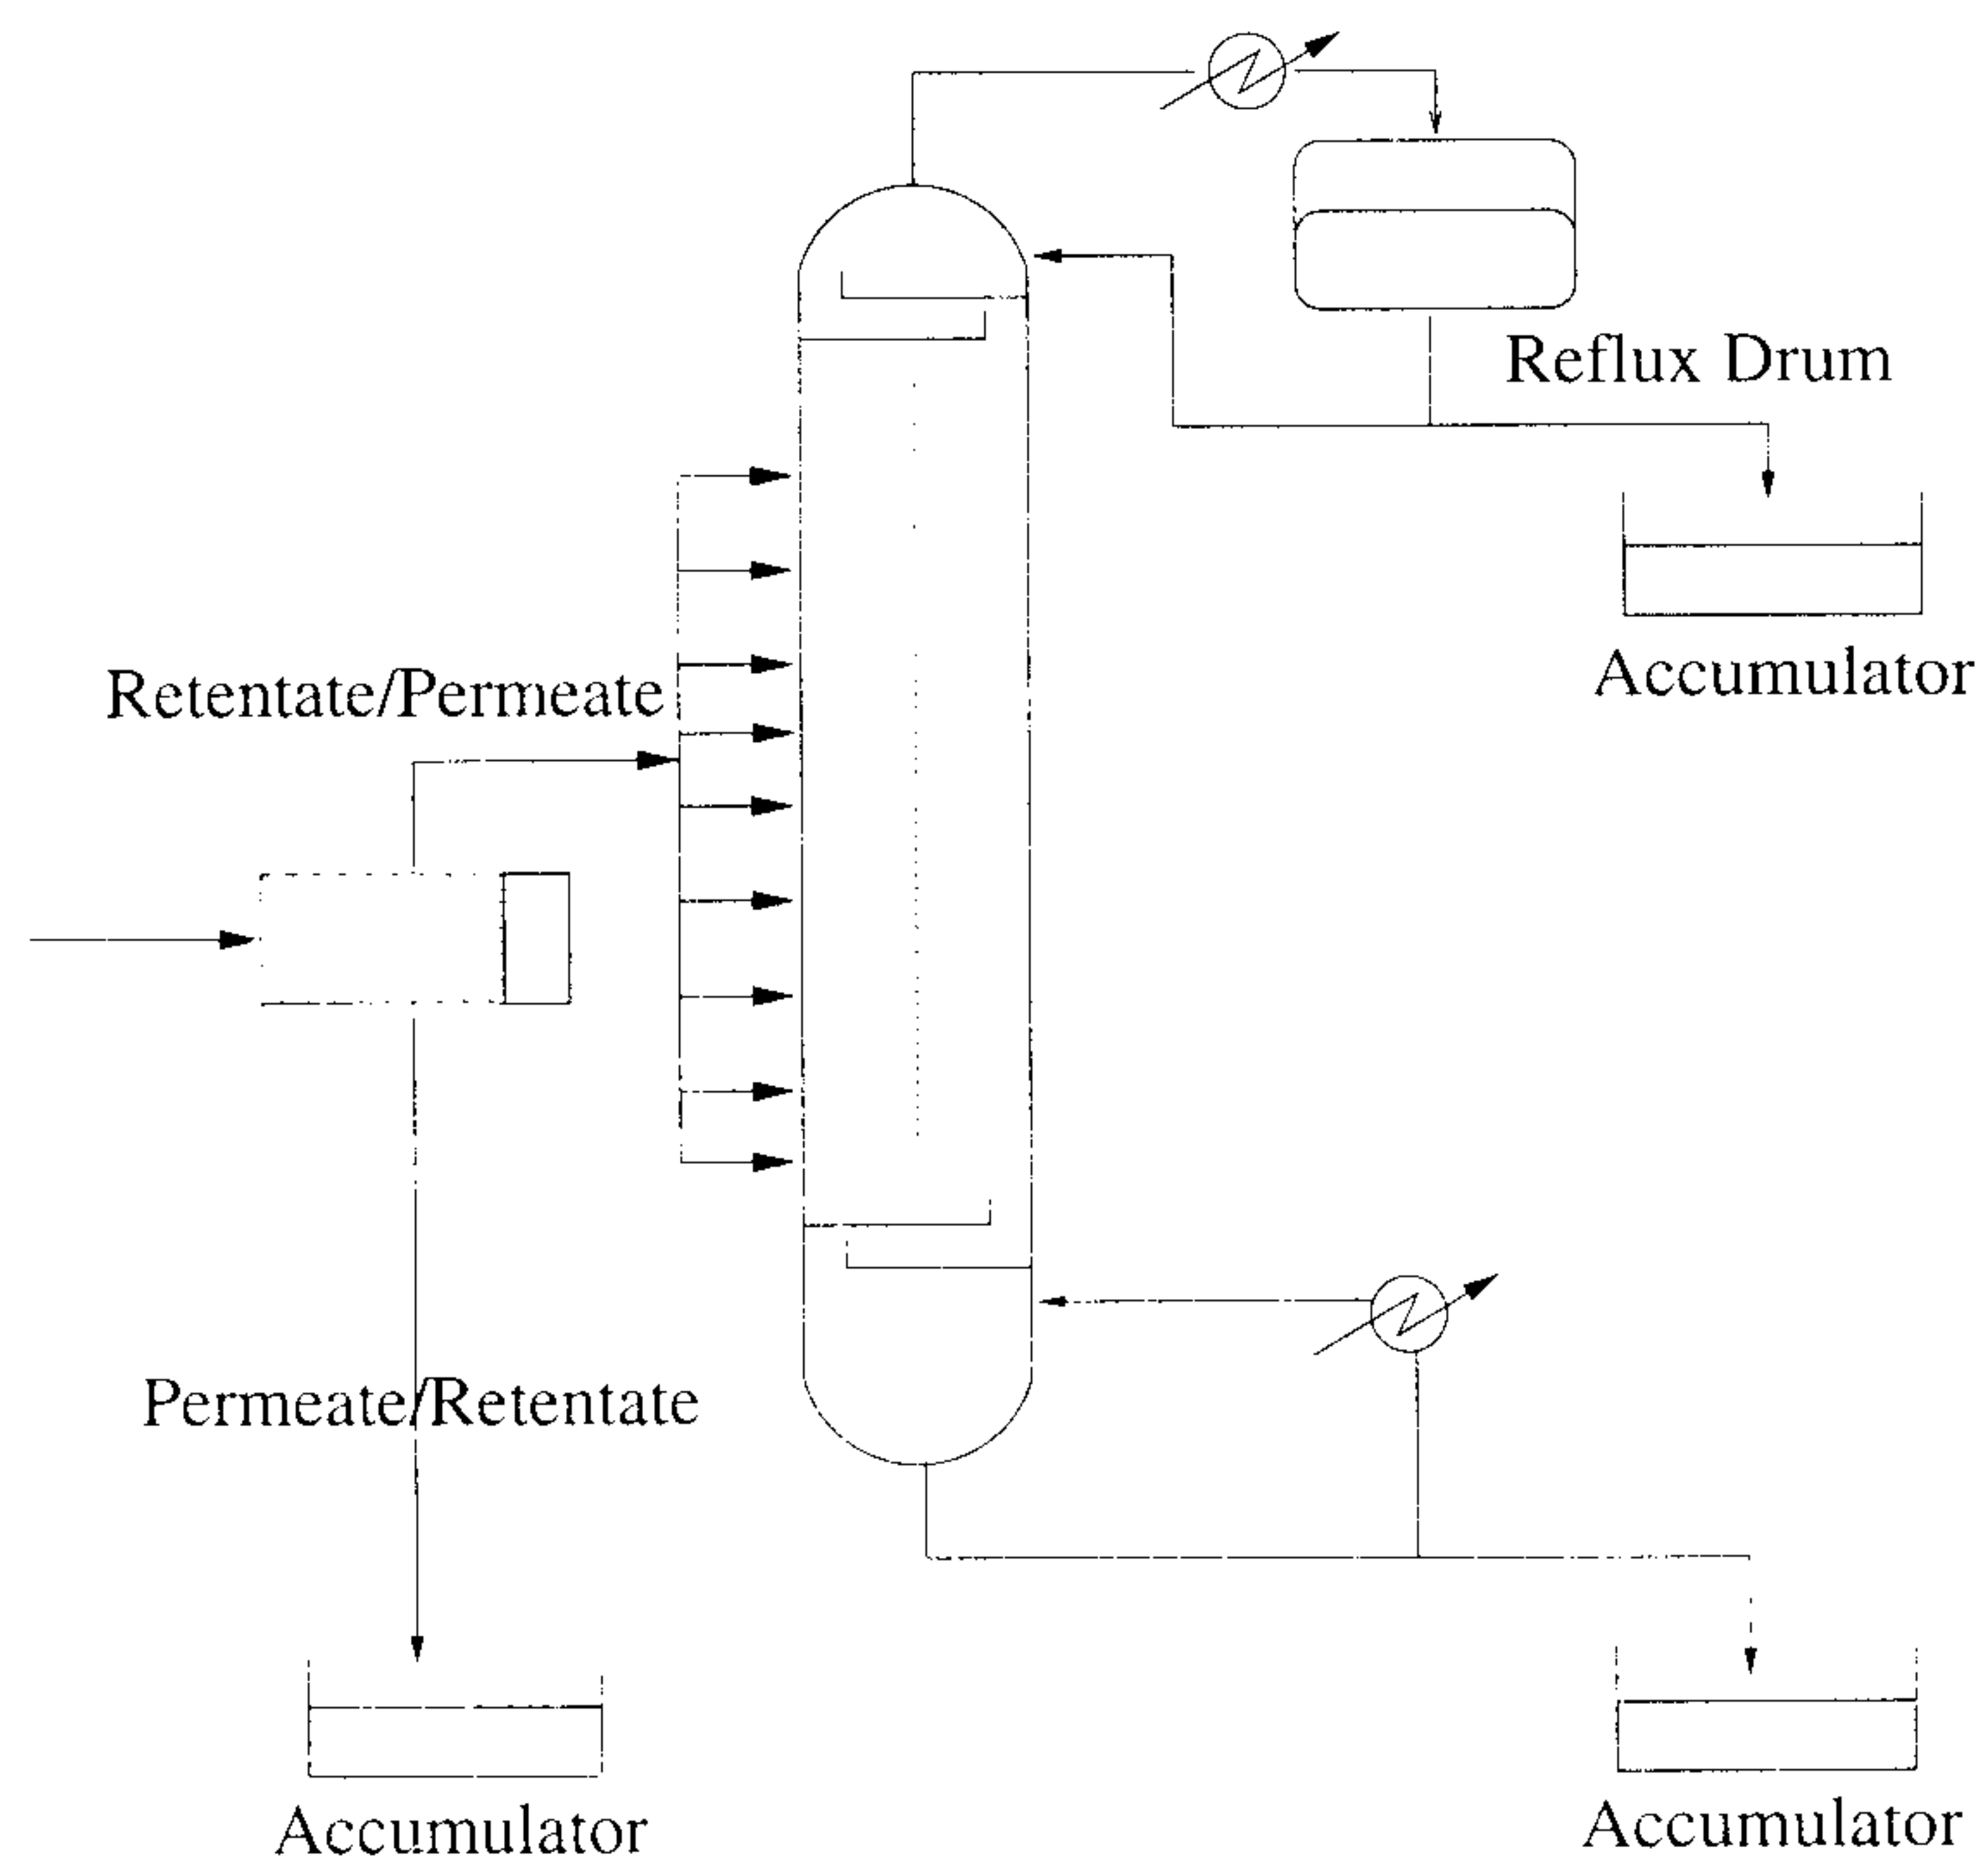 Reflux Drum
Accumulator
Retentate/Permeate
Permeate/Retentate
Accumulator
Accumulator